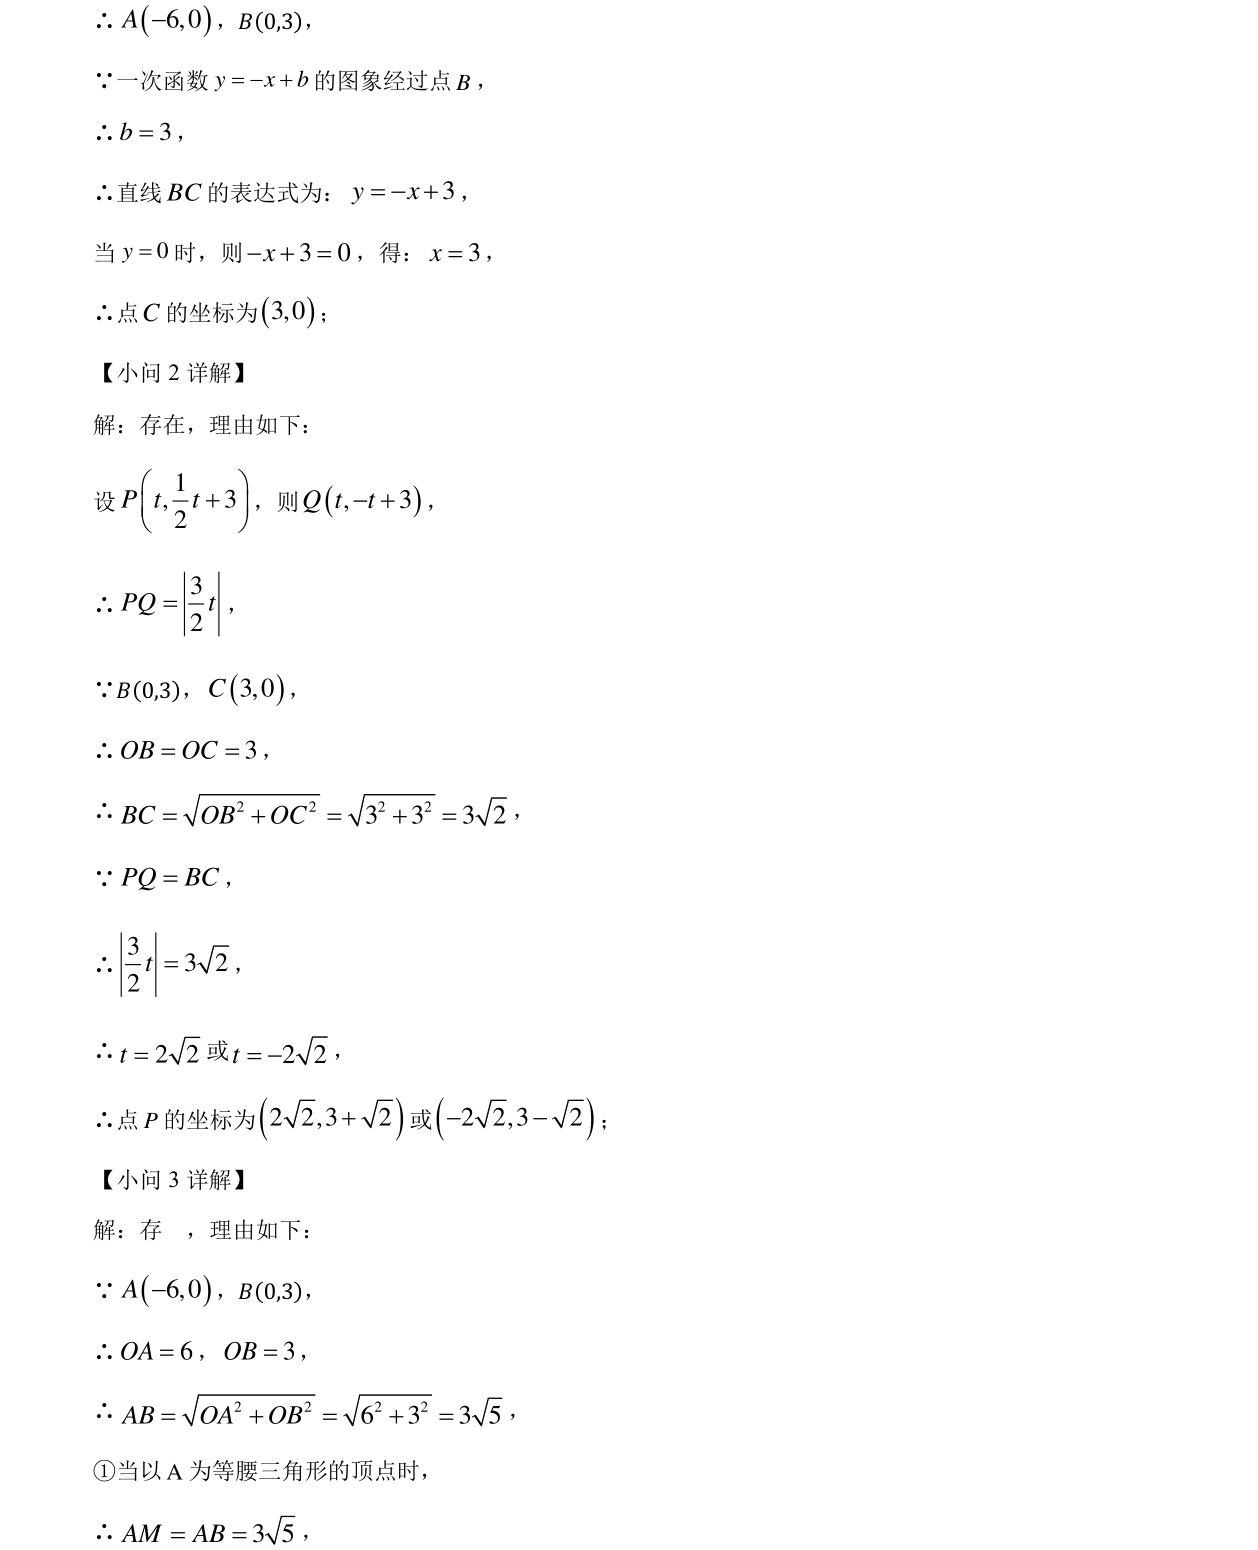 ∴ A(−6,0)，B(0,3)，
∵一次函数 y=−x+b 的图象经过点 B，
∴ b=3，
∴直线 BC 的表达式为： y=−x+3，
当 y=0 时，则 −x+3=0，得： x=3，
∴点 C 的坐标为(3,0)；
【小问 2 详解】
解：存在，理由如下：
设 P(t, 1/2 t+3)，则 Q(t,−t+3)，
∴ PQ=|3/2 t|，
∵B(0,3)， C(3,0)，
∴ OB=OC=3，
∴ BC=√(OB²+OC²)=√(3²+3²)=3√2，
∵ PQ=BC，
∴|3/2 t|=3√2，
∴ t=2√2 或 t=−2√2，
∴点 P 的坐标为(2√2,3+√2)或(−2√2,3−√2)；
【小问 3 详解】
解：存 ，理由如下：
∵ A(−6,0)，B(0,3)，
∴ OA=6， OB=3，
∴ AB=√(OA²+OB²)=√(6²+3²)=3√5，
①当以 A 为等腰三角形的顶点时，
∴ AM=AB=3√5，